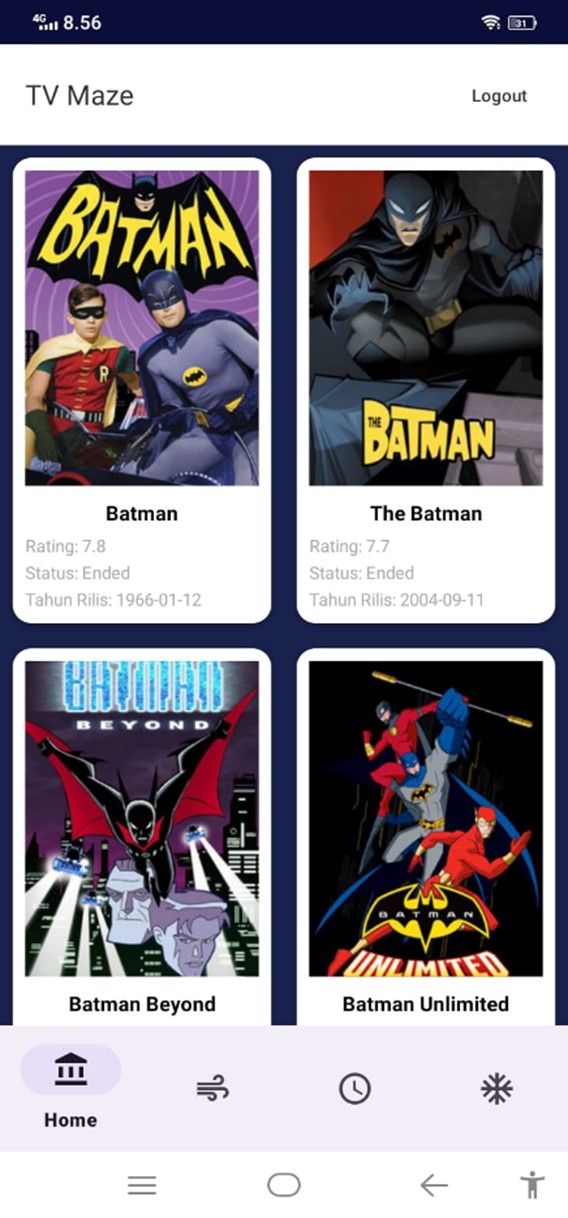 4G 8.56 31
TV Maze
Logout
BATMAN
R
THE
BATMAN
Batman
Rating: 7.8
Status: Ended
Tahun Rilis: 1966-01-12
The Batman
Rating: 7.7
Status: Ended
Tahun Rilis: 2004-09-11
BATMAN
BEYOND
BATMAN
UNLIMITED
Batman Beyond
Batman Unlimited
Home